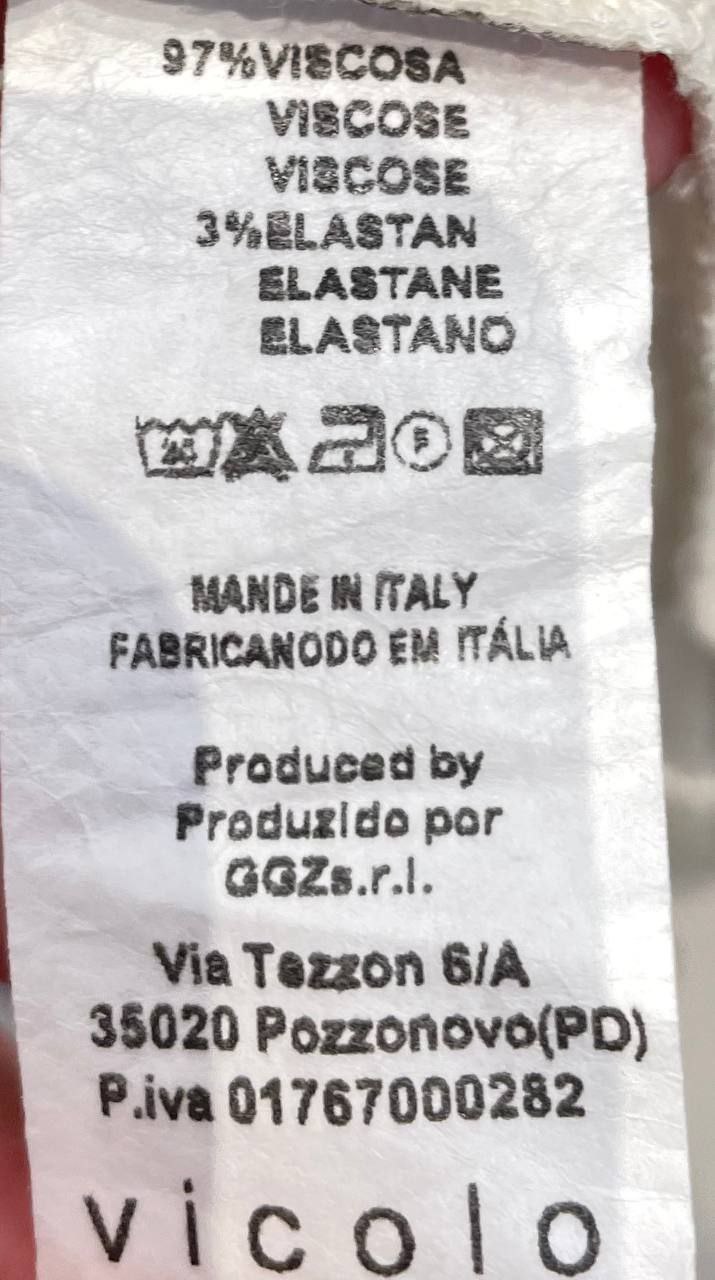 97%VISCOSA
VISCOSE
VISCOSE
3%ELASTAN
ELASTANE
ELASTANO
F
MANDE IN ITALY
FABRICANODO EM ITÁLIA
Produced by
Produzido por
GGZs.r.l.
Via Tezzon 6/A
35020 Pozzonovo(PD)
P.iva 01767000282
vicolo